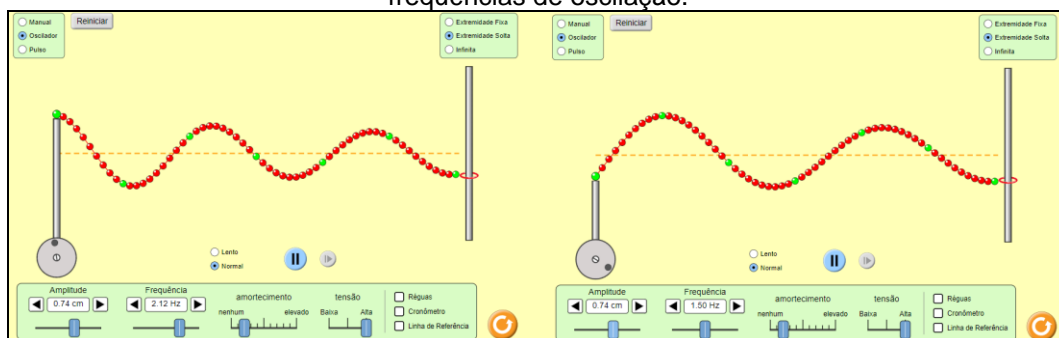 frequências de oscilação.
Manual
Oscilador
Pulso
Reiniciar
Extremidade Fixa
Extremidade Solta
Infinita
Lento
Normal
Amplitude
0.74 cm
Frequência
2.12 Hz
amortecimento
nenhum
elevado
tensão
Baixa
Alta
Réguas
Cronômetro
Linha de Referência
Manual
Oscilador
Pulso
Reiniciar
Extremidade Fixa
Extremidade Solta
Infinita
Lento
Normal
Amplitude
0.74 cm
Frequência
1.50 Hz
amortecimento
nenhum
elevado
tensão
Baixa
Alta
Réguas
Cronômetro
Linha de Referência